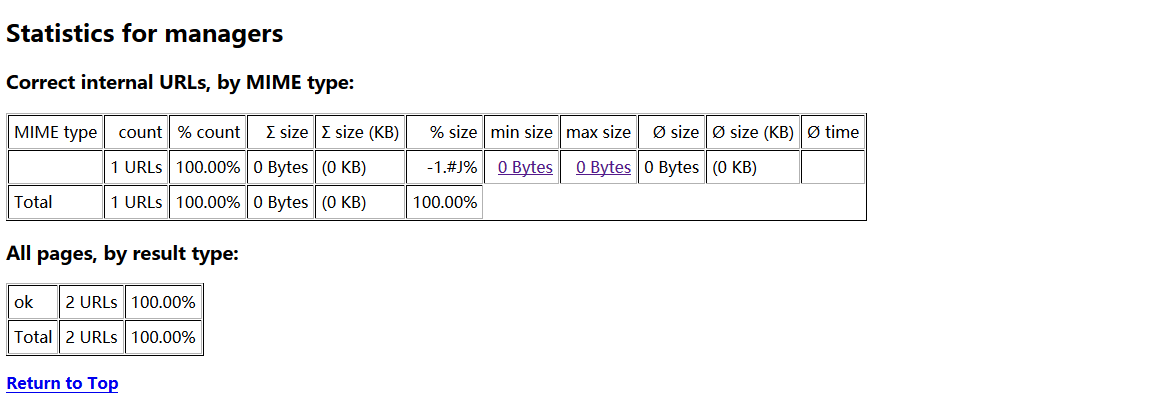 Statistics for managers
Correct internal URLs, by MIME type:
MIME type count % count Σ size Σ size (KB) % size min size max size Ø size Ø size (KB) Ø time
1 URLs 100.00% 0 Bytes (0 KB) -1.#J% 0 Bytes 0 Bytes 0 Bytes (0 KB)
Total 1 URLs 100.00% 0 Bytes (0 KB) 100.00%
All pages, by result type:
ok 2 URLs 100.00%
Total 2 URLs 100.00%
Return to Top